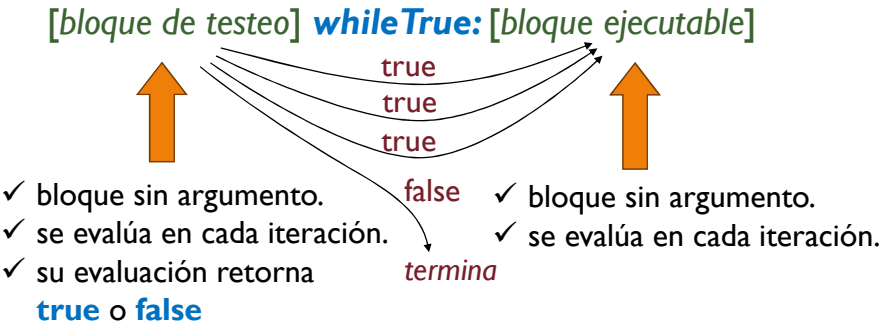 [bloque de testeo] whileTrue: [bloque ejecutable]
true
true
true
false
termina
✓ bloque sin argumento.
✓ se evalúa en cada iteración.
✓ su evaluación retorna
true o false
✓ bloque sin argumento.
✓ se evalúa en cada iteración.